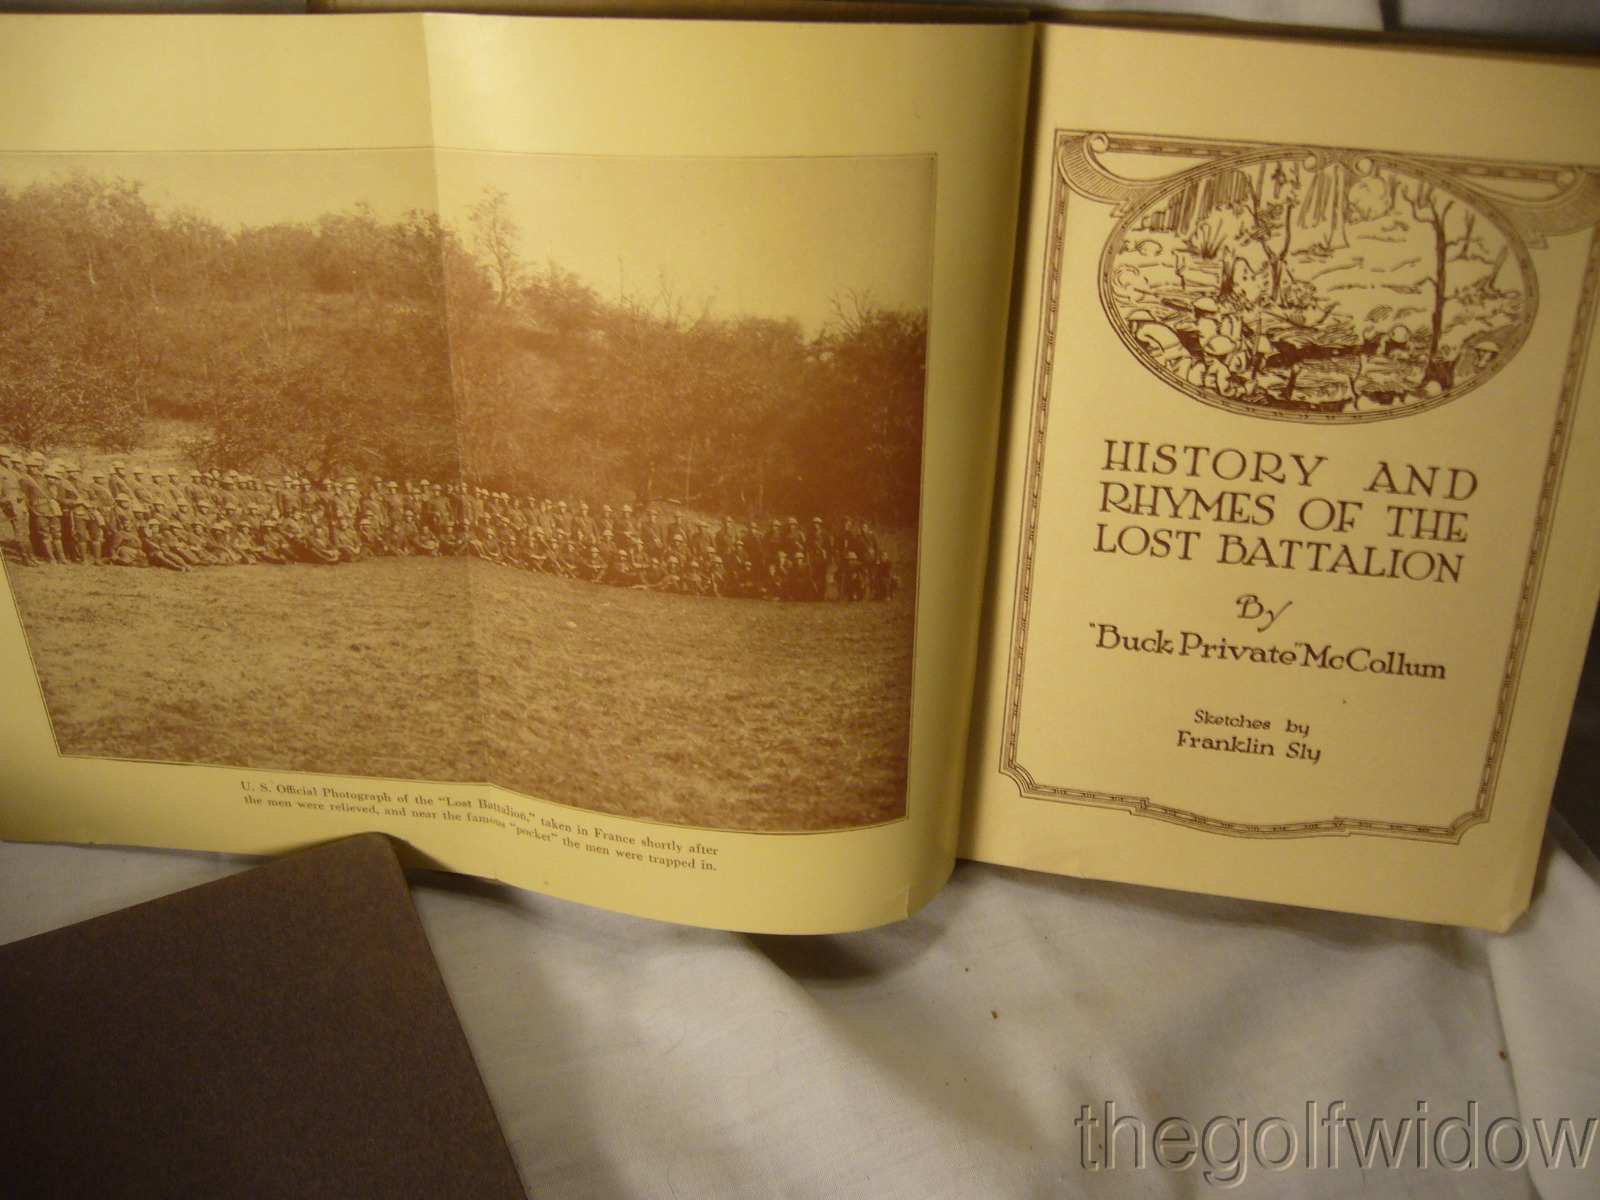 U. S. Official Photograph of the "Lost Battalion," taken in France shortly after
the men were relieved, and near the famous "pocket" the men were trapped in.
HISTORY AND
RHYMES OF THE
LOST BATTALION
By
"Buck Private" McCollum
Sketches by
Franklin Sly
thegolfwidow